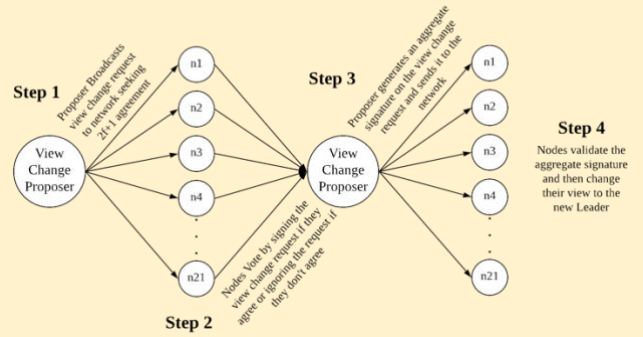 Step 1
Proposer Broadcasts
view change request
to network seeking
2f+1 agreement
View
Change
Proposer
n1
n2
n3
n4
.
.
.
n21
Step 2
Nodes Vote by signing the
view change request if they
agree or ignoring the request if
they don't agree
Step 3
Proposer generates an aggregate
signature on the view change
request and sends it to the
network
View
Change
Proposer
n1
n2
n3
n4
.
.
.
n21
Step 4
Nodes validate the
aggregate signature
and then change
their view to the
new Leader